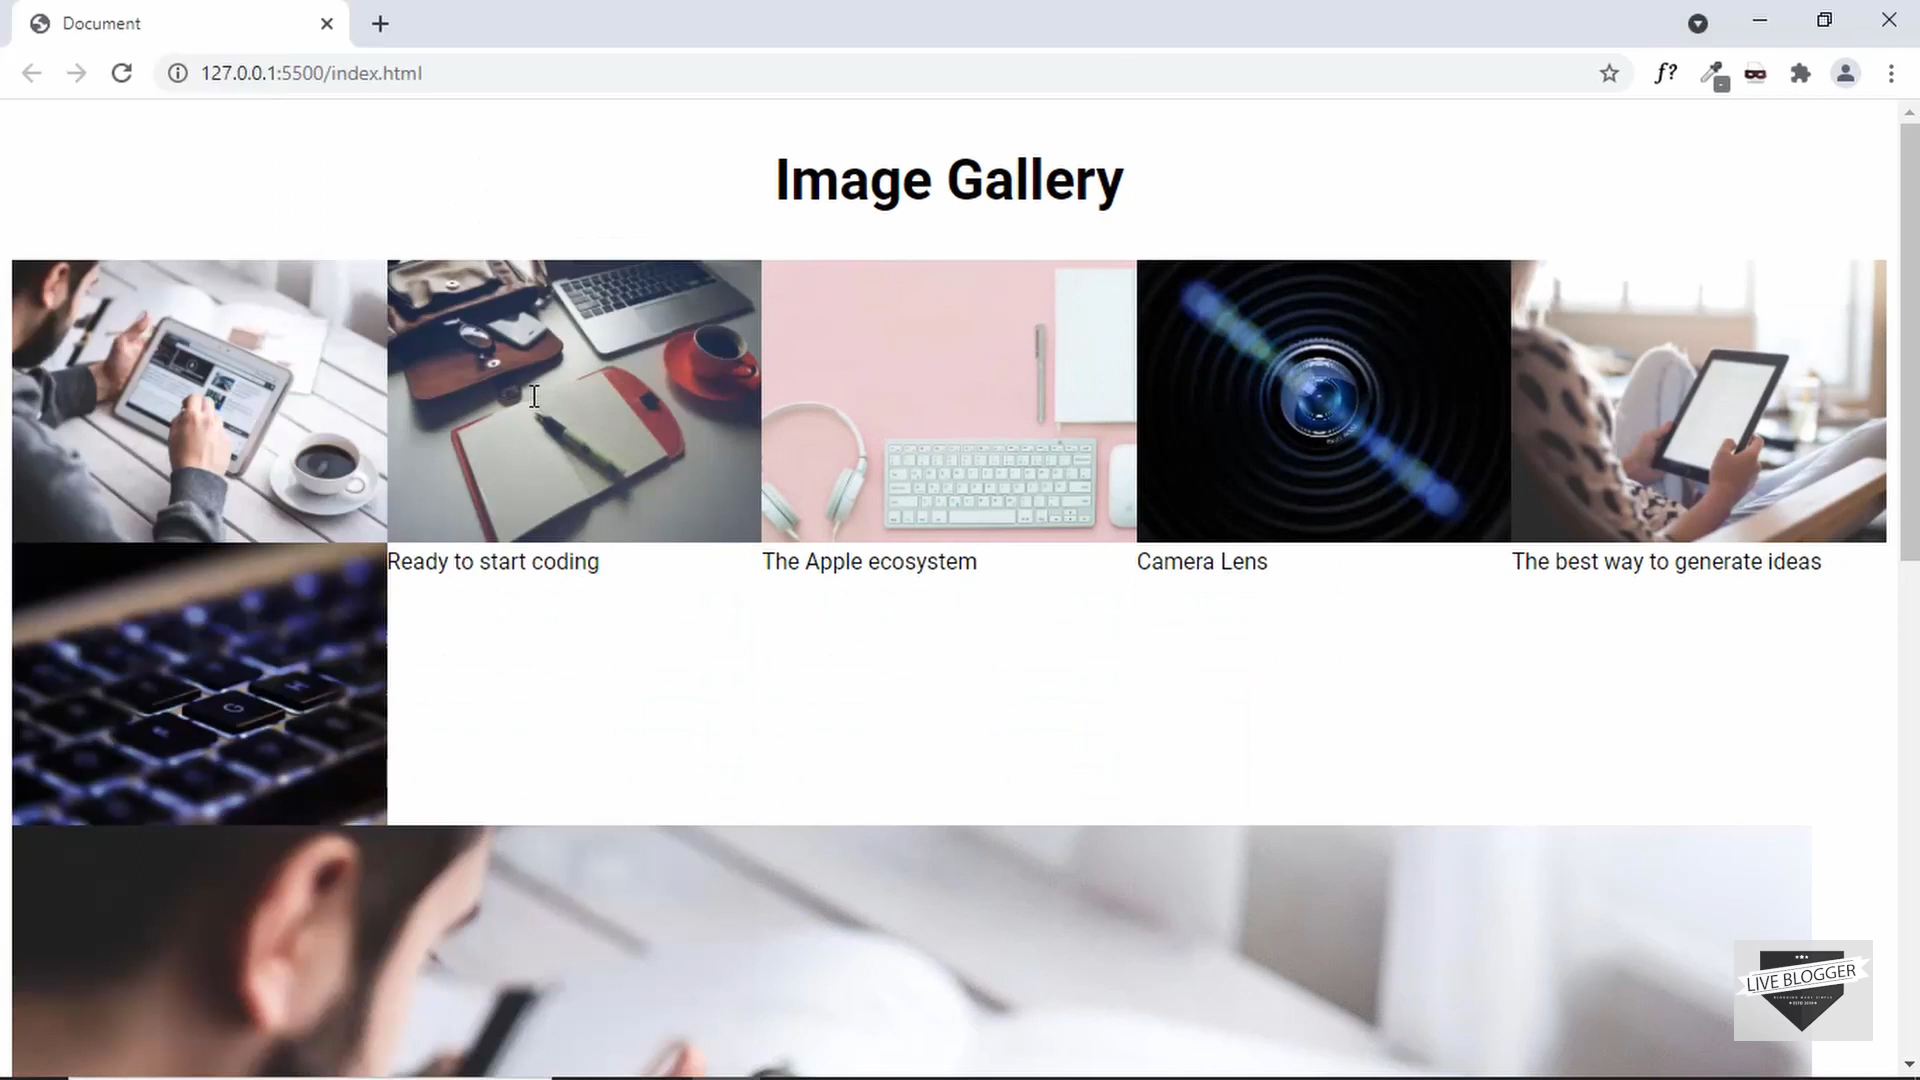 Document
127.0.0.1:5500/index.html
f?
Image Gallery
Ready to start coding
The Apple ecosystem
Camera Lens
The best way to generate ideas
G
H
LIVE BLOGGER